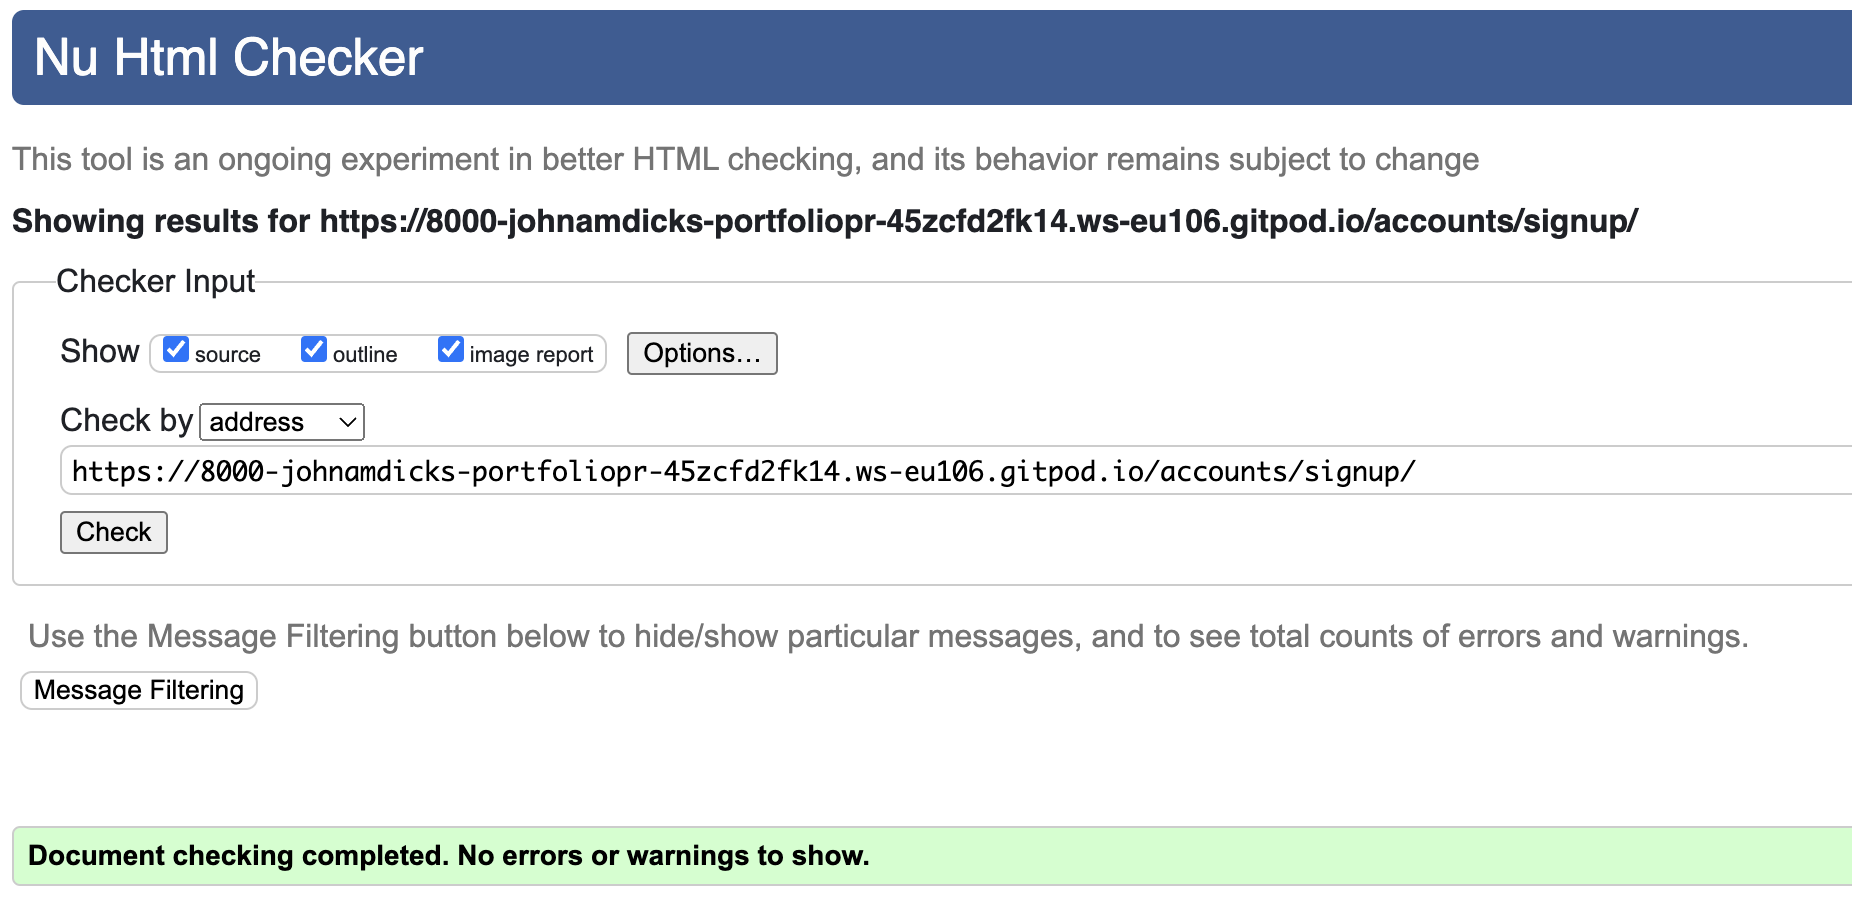 Nu Html Checker
This tool is an ongoing experiment in better HTML checking, and its behavior remains subject to change
Showing results for https://8000-johnamdicks-portfoliopr-45zcfd2fk14.ws-eu106.gitpod.io/accounts/signup/
Checker Input
Show source outline image report Options…
Check by address
https://8000-johnamdicks-portfoliopr-45zcfd2fk14.ws-eu106.gitpod.io/accounts/signup/
Check
Use the Message Filtering button below to hide/show particular messages, and to see total counts of errors and warnings.
Message Filtering
Document checking completed. No errors or warnings to show.